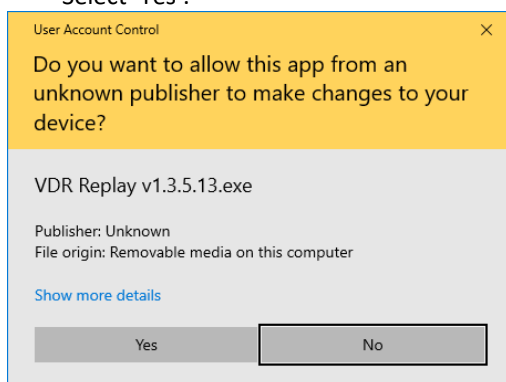 Select 'Yes'.
User Account Control
Do you want to allow this app from an
unknown publisher to make changes to your
device?
VDR Replay v1.3.5.13.exe
Publisher: Unknown
File origin: Removable media on this computer
Show more details
Yes
No